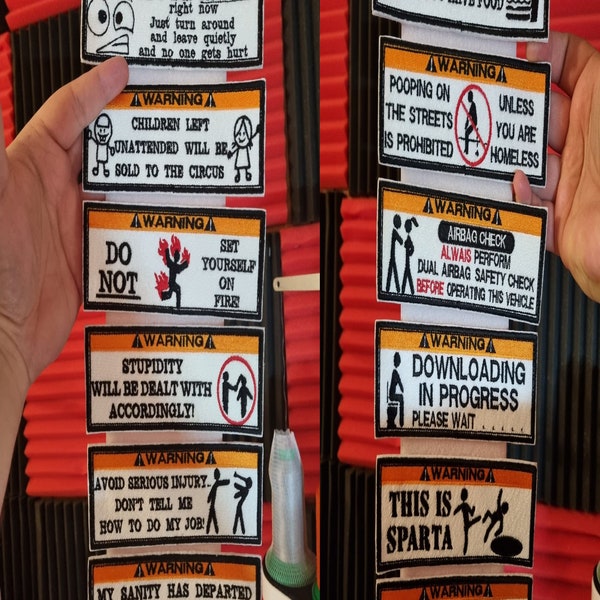 right now
Just turn around
and leave quietly
and no one gets hurt
WARNING
CHILDREN LEFT
UNATTENDED WILL BE
SOLD TO THE CIRCUS
WARNING
DO
NOT
SET
YOURSELF
ON
FIRE
WARNING
STUPIDITY
WILL BE DEALT WITH
ACCORDINGLY!
WARNING
AVOID SERIOUS INJURY.
DON'T TELL ME
HOW TO DO MY JOB!
WARNING
MY SANITY HAS DEPARTED
FOOD
WARNING
POOPING ON
THE STREETS
IS PROHIBITED
UNLESS
YOU ARE
HOMELESS
WARNING
AIRBAG CHECK
ALWAIS PERFORM
DUAL AIRBAG SAFETY CHECK
BEFORE OPERATING THIS VEHICLE
WARNING
DOWNLOADING
IN PROGRESS
PLEASE WAIT . . . . .
WARNING
THIS IS
SPARTA
WARNING